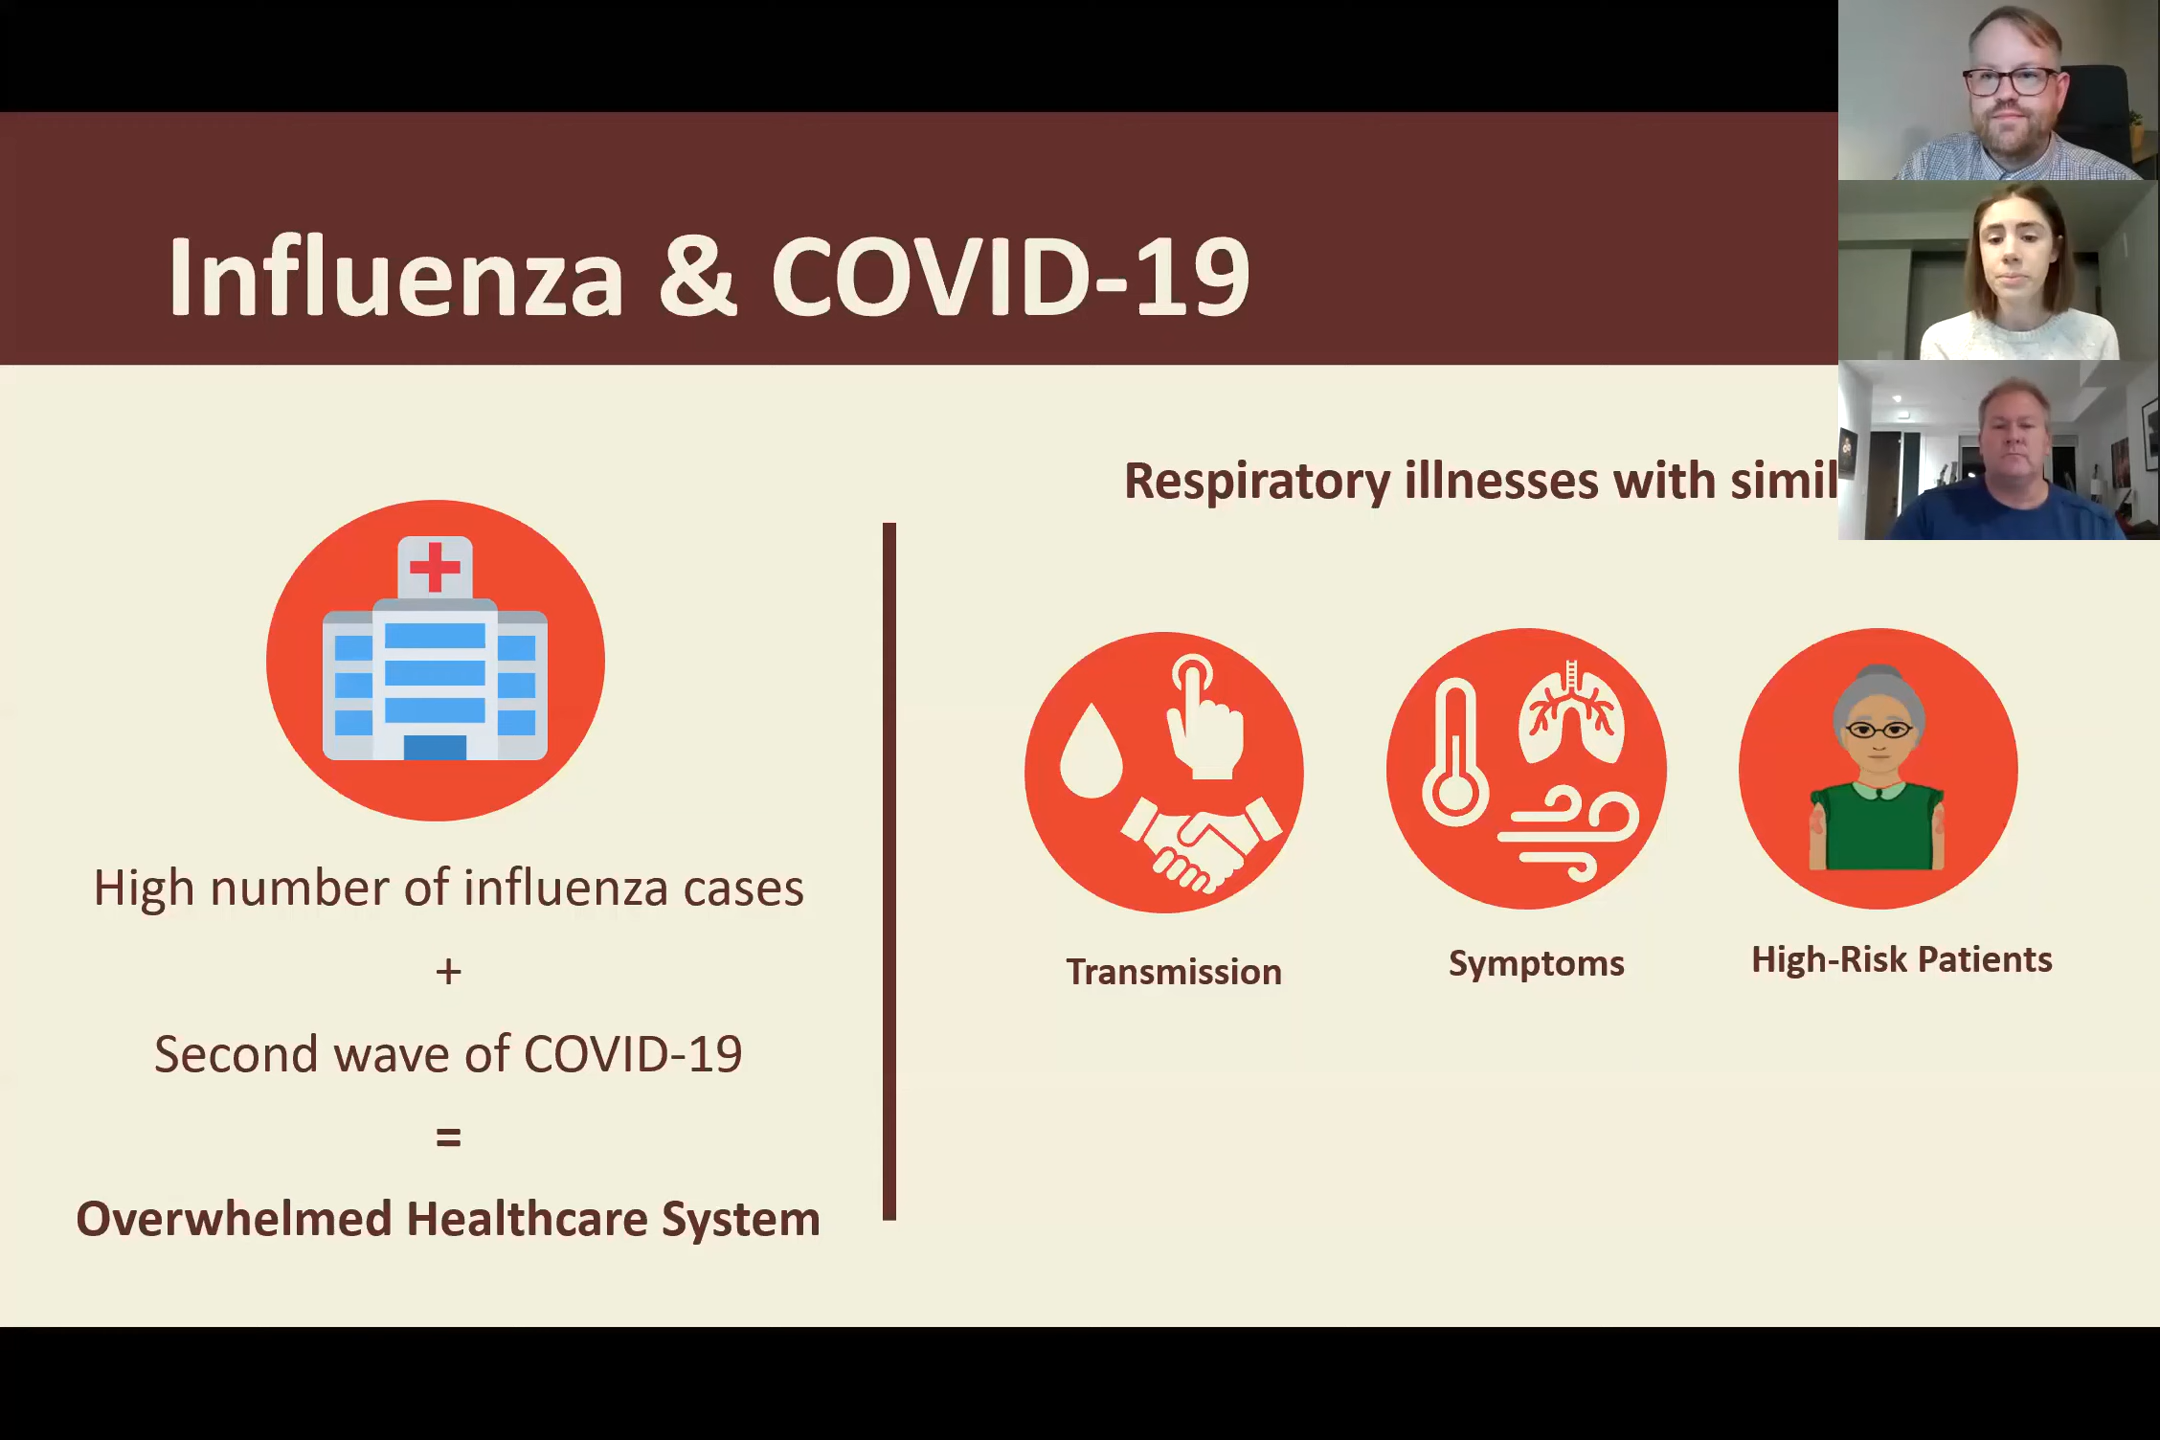 Influenza & COVID-19
High number of influenza cases
+
Second wave of COVID-19
=
Overwhelmed Healthcare System
Respiratory illnesses with
Transmission
Symptoms
High-Risk Patients